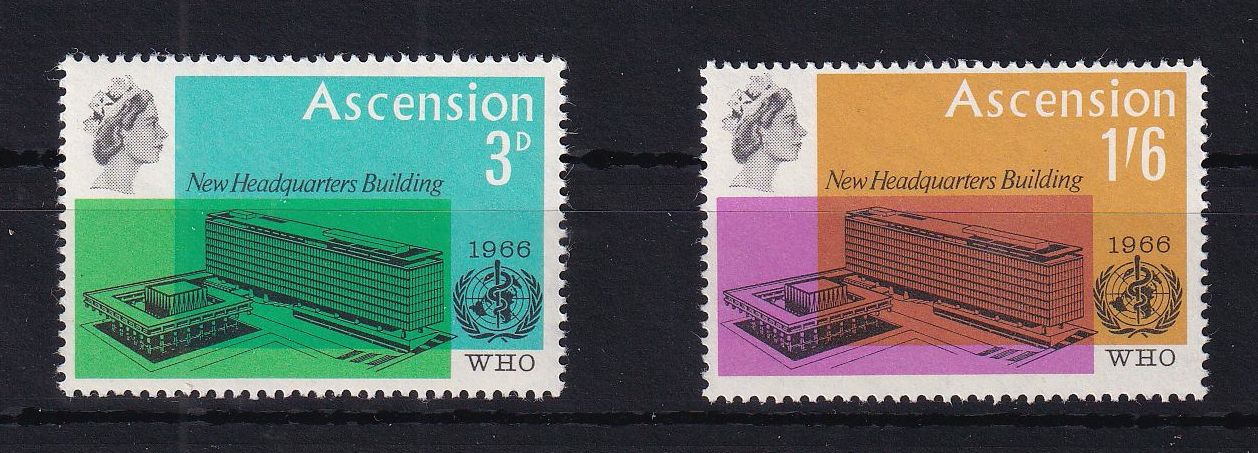 Ascension
3D
New Headquarters Building
1966
WHO
Ascension
1'6
New Headquarters Building
1966
WHO